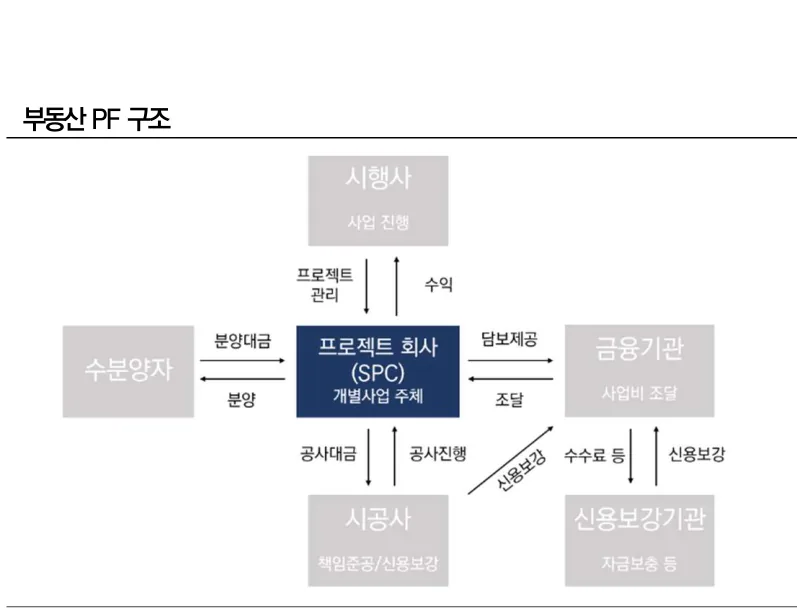 부동산 PF 구조
시행사
사업 진행
프로젝트
관리
수익
분양대금
프로젝트 회사
(SPC)
개별사업 주체
담보제공
금융기관
사업비 조달
수분양자
분양
조달
공사대금
공사진행
신용보강
수수료 등
신용보강
시공사
책임준공/신용보강
신용보강기관
자금보충 등